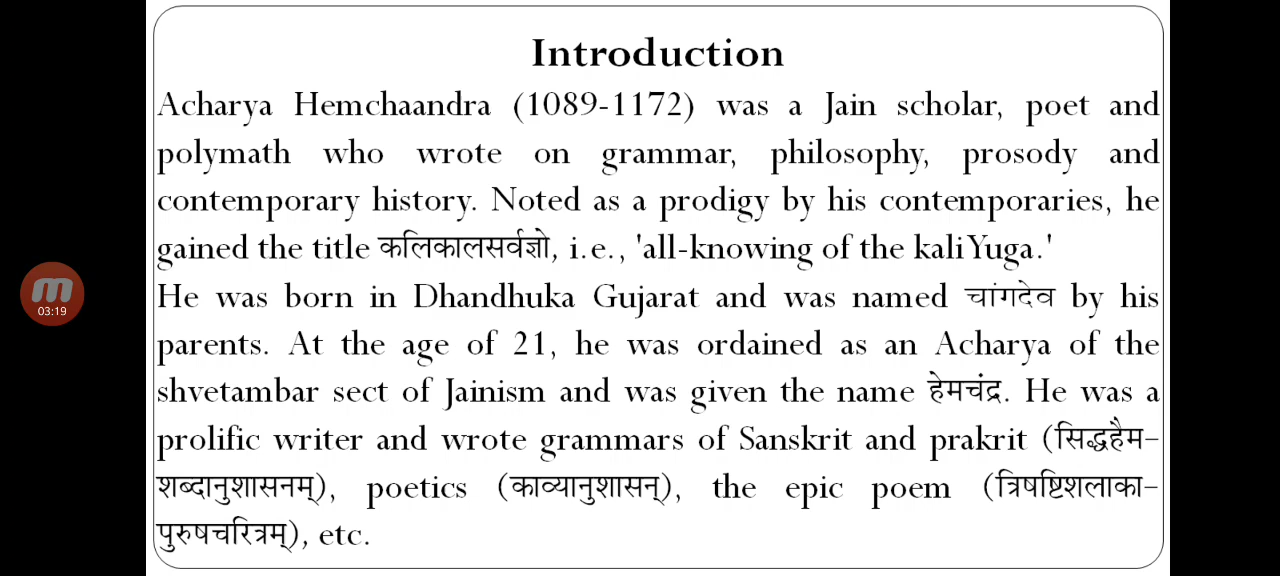 Introduction
Acharya Hemchaandra (1089-1172) was a Jain scholar, poet and
polymath who wrote on grammar, philosophy, prosody and
contemporary history. Noted as a prodigy by his contemporaries, he
gained the title कलिकालसर्वज्ञो, i.e., 'all-knowing of the kali Yuga.'
He was born in Dhandhuka Gujarat and was named चांगदेव by his
parents. At the age of 21, he was ordained as an Acharya of the
shvetambar sect of Jainism and was given the name हेमचंद्र. He was a
prolific writer and wrote grammars of Sanskrit and prakrit (सिद्धहैम-
शब्दानुशासनम्), poetics (काव्यानुशासन्), the epic poem (त्रिषष्टिशलाका-
पुरुषचरित्रम्), etc.
03:19